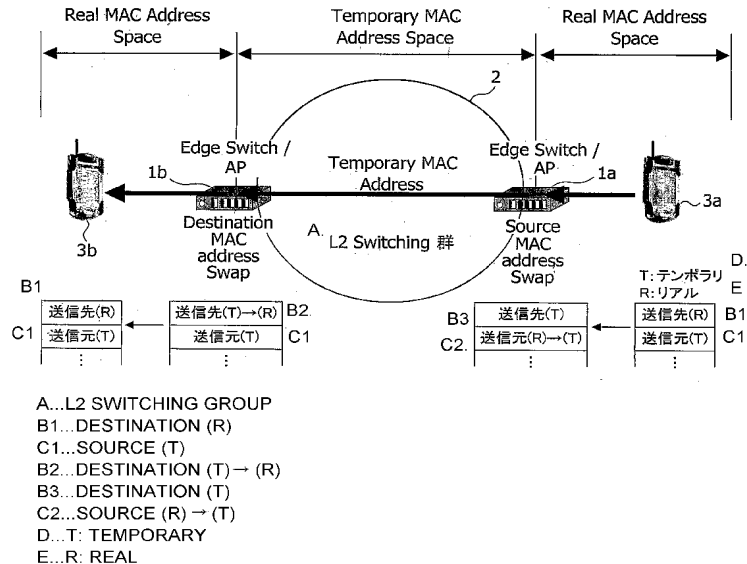 Real MAC Address
Space
Temporary MAC
Address Space
Real MAC Address
Space
2
Edge Switch /
AP
1b
Temporary MAC
Address
Edge Switch /
AP
1a
3b
Destination
MAC
address
Swap
A.
L2 Switching 群
Source
MAC
address
Swap
3a
D.
T:テンポラリ
E
R:リアル
B1
送信先(R)
C1
送信元(T)
送信先(T)→(R)
B2.
送信元(T)
C1
B3
送信先(T)
C2.
送信元(R)→(T)
送信先(R)
B1
送信元(T)
C1
A...L2 SWITCHING GROUP
B1...DESTINATION (R)
C1...SOURCE (T)
B2...DESTINATION (T)→ (R)
B3...DESTINATION (T)
C2...SOURCE (R) → (T)
D...T: TEMPORARY
E...R: REAL